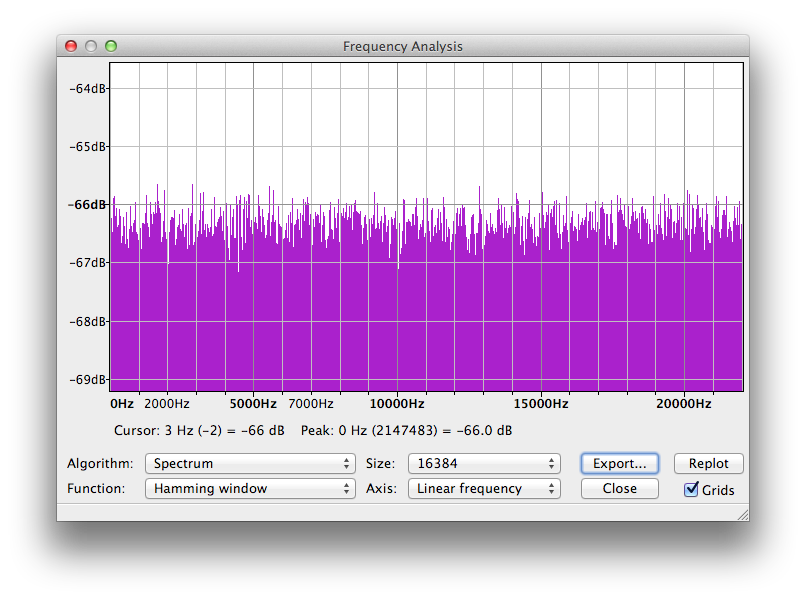 Frequency Analysis
-64dB
-65dB
-66dB
-67dB
-68dB
-69dB
0Hz 2000Hz 5000Hz 7000Hz 10000Hz 15000Hz 20000Hz
Cursor: 3 Hz (-2) = -66 dB Peak: 0 Hz (2147483) = -66.0 dB
Algorithm: Spectrum Size: 16384 Export... Replot
Function: Hamming window Axis: Linear frequency Close Grids